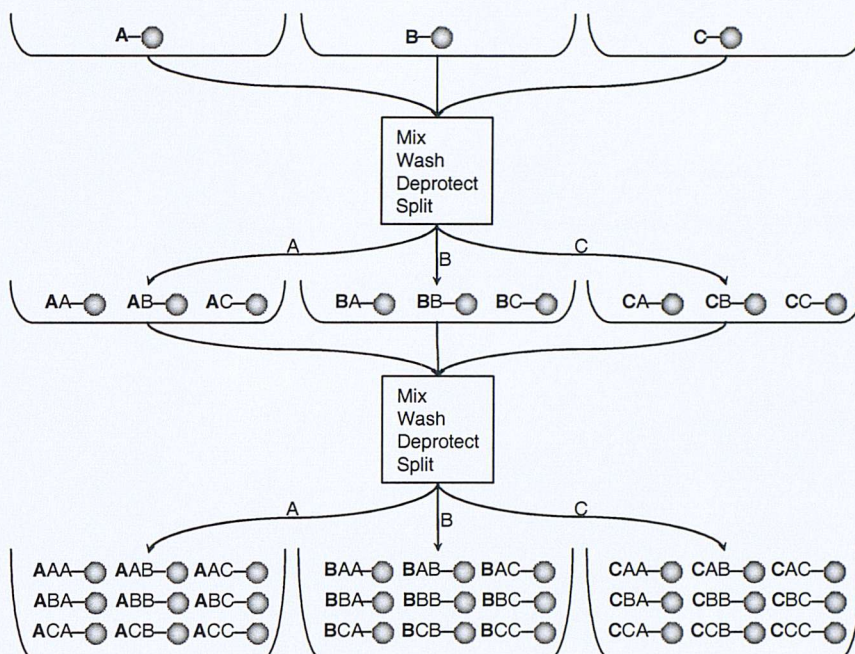 A B C
Mix
Wash
Deprotect
Split
A B C
AA AB AC BA BB BC CA CB CC
Mix
Wash
Deprotect
Split
A B C
AAA AAB AAC BAA BAB BAC CAA CAB CAC
ABA ABB ABC BBA BBB BBC CBA CBB CBC
ACA ACB ACC BCA BCB BCC CCA CCB CCC